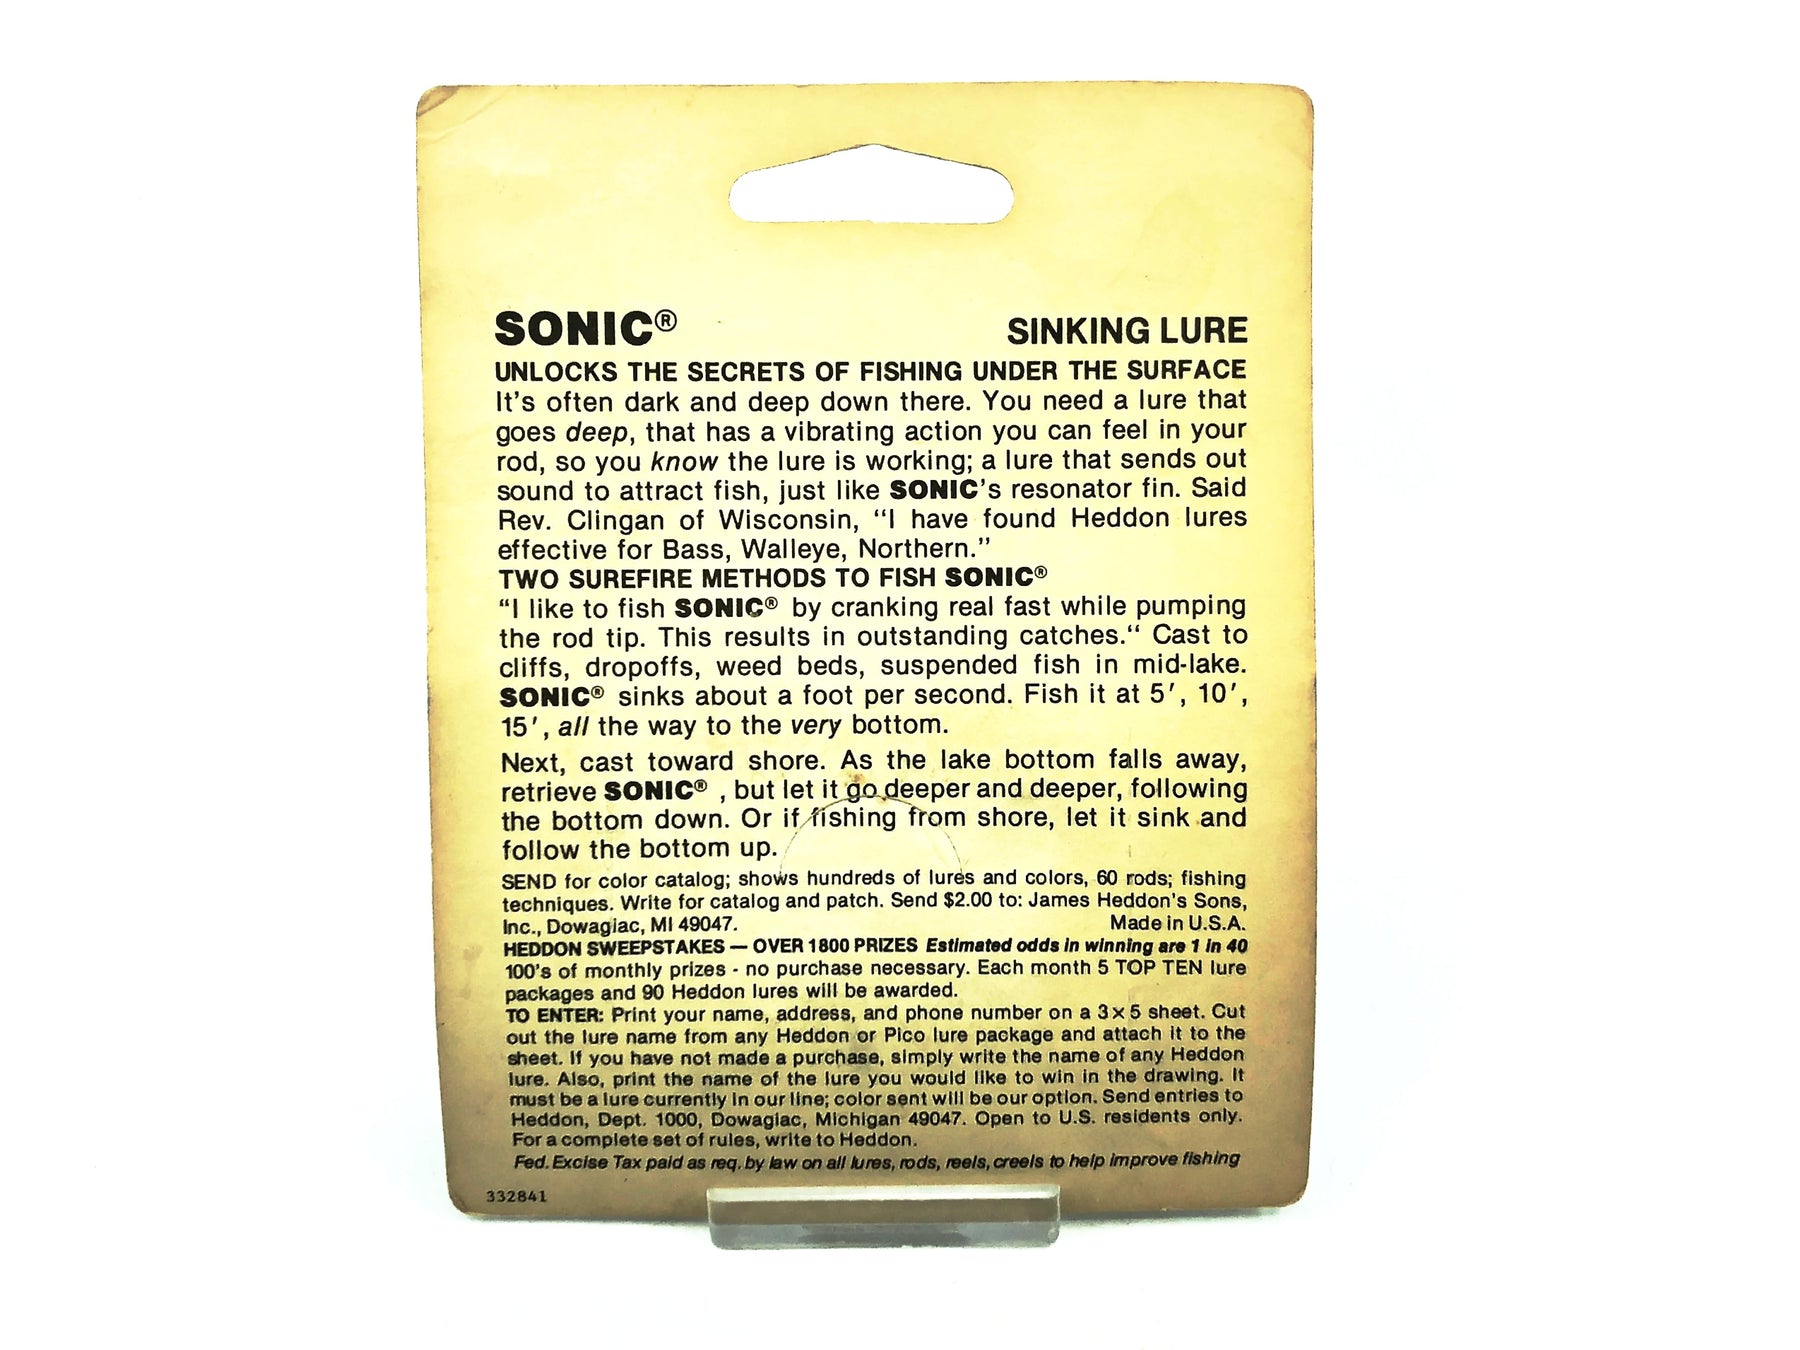 SONIC® SINKING LURE
UNLOCKS THE SECRETS OF FISHING UNDER THE SURFACE
It's often dark and deep down there. You need a lure that
goes deep, that has a vibrating action you can feel in your
rod, so you know the lure is working; a lure that sends out
sound to attract fish, just like SONIC's resonator fin. Said
Rev. Clingan of Wisconsin, “I have found Heddon lures
effective for Bass, Walleye, Northern.”
TWO SUREFIRE METHODS TO FISH SONIC®
“I like to fish SONIC® by cranking real fast while pumping
the rod tip. This results in outstanding catches.“ Cast to
cliffs, dropoffs, weed beds, suspended fish in mid-lake.
SONIC® sinks about a foot per second. Fish it at 5′, 10′,
15′, all the way to the very bottom.
Next, cast toward shore. As the lake bottom falls away,
retrieve SONIC® , but let it go deeper and deeper, following
the bottom down. Or if fishing from shore, let it sink and
follow the bottom up.
SEND for color catalog; shows hundreds of lures and colors, 60 rods; fishing
techniques. Write for catalog and patch. Send $2.00 to: James Heddon's Sons,
Inc., Dowagiac, MI 49047. Made in U.S.A.
HEDDON SWEEPSTAKES — OVER 1800 PRIZES Estimated odds in winning are 1 in 40
100's of monthly prizes - no purchase necessary. Each month 5 TOP TEN lure
packages and 90 Heddon lures will be awarded.
TO ENTER: Print your name, address, and phone number on a 3 x 5 sheet. Cut
out the lure name from any Heddon or Pico lure package and attach it to the
sheet. If you have not made a purchase, simply write the name of any Heddon
lure. Also, print the name of the lure you would like to win in the drawing. It
must be a lure currently in our line; color sent will be our option. Send entries to
Heddon, Dept. 1000, Dowagiac, Michigan 49047. Open to U.S. residents only.
For a complete set of rules, write to Heddon.
Fed. Excise Tax paid as req. by law on all lures, rods, reels, creels to help improve fishing
332841